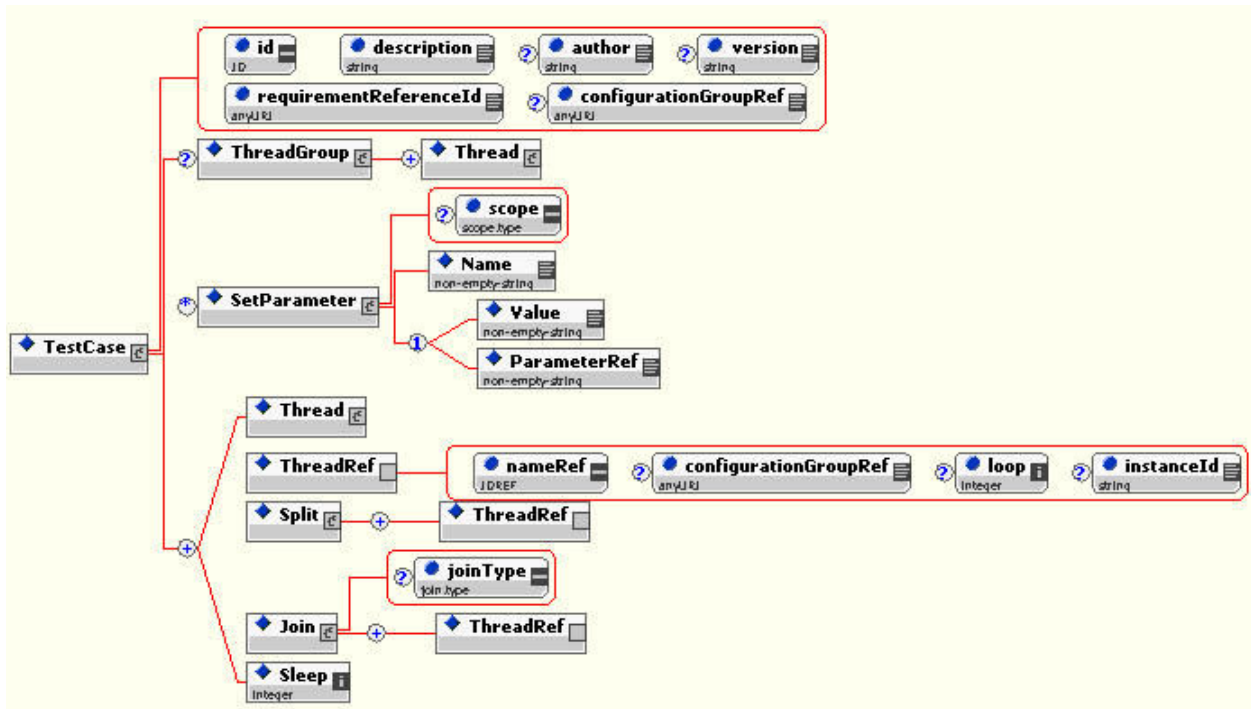 id description author version
ID string string string
requirementReferenceId ? configurationGroupRef
anyURI anyURI
? ThreadGroup + Thread
? scope
scope.type
Name
non-empty-string
* SetParameter
Value
non-empty-string
1
ParameterRef
non-empty-string
TestCase
Thread
ThreadRef nameRef ? configurationGroupRef ? loop ? instanceId
IDREF anyURI integer string
Split + ThreadRef
+
? joinType
join.type
Join + ThreadRef
Sleep
integer